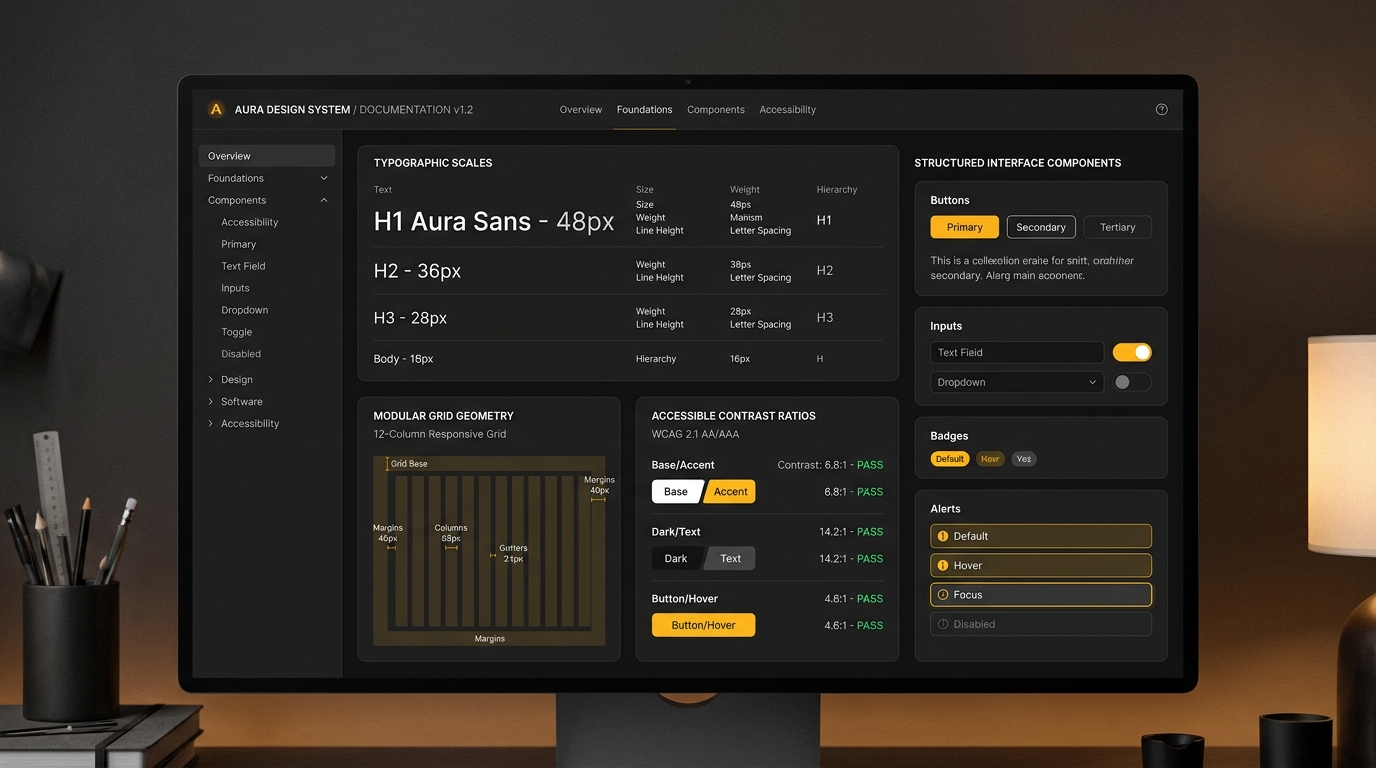 A AURA DESIGN SYSTEM / DOCUMENTATION v1.2
Overview Foundations Components Accessibility
Overview
Foundations
Components
Accessibliity
Primary
Text Field
Inputs
Dropdown
Toggle
Disabled
Design
Software
Accessibility
TYPOGRAPHIC SCALES
Text Size Weight Hierarchy
H1 Aura Sans - 48px
Size 48ps
Weight
Line Height Letter Spacing
H1
H2 - 36px
Weight 38ps
Line Height Letter Spacing
H2
H3 - 28px
Weight 28px
Line Height Letter Spacing
H3
Body - 18px Hierarchy 16px H
MODULAR GRID GEOMETRY
12-Column Responsive Grid
Grid Bese
Mergins
40px
Margins
Columns
Gutters
Margins
ACCESSIBLE CONTRAST RATIOS
WCAG 2.1 AA/AAA
Base/Accent Contrast: 6.8:1 - PASS
Base Accent 6.8:1 - PASS
Dark/Text 14.2:1 - PASS
Dark Text 14.2:1 - PASS
Button/Hover 4.8:1 - PASS
Button/Hover 4.6:1 - PASS
STRUCTURED INTERFACE COMPONENTS
Buttons
Primary Secondary Tertiary
This is a for
secondary. main
Inputs
Text Field
Dropdown
Badges
Default Yes
Alerts
Default
Hover
Focus
Disabled